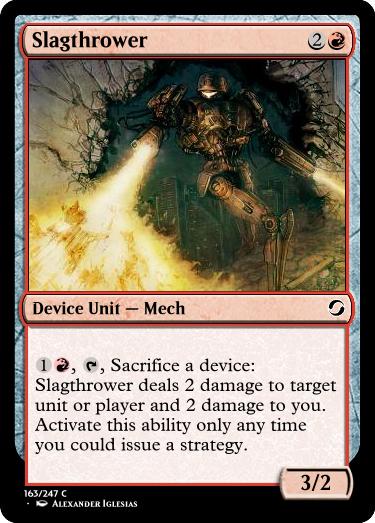 Slagthrower 2
Device Unit — Mech
1, , Sacrifice a device:
Slagthrower deals 2 damage to target
unit or player and 2 damage to you.
Activate this ability only any time
you could issue a strategy.
3/2
163/247 C
· Alexander Iglesias